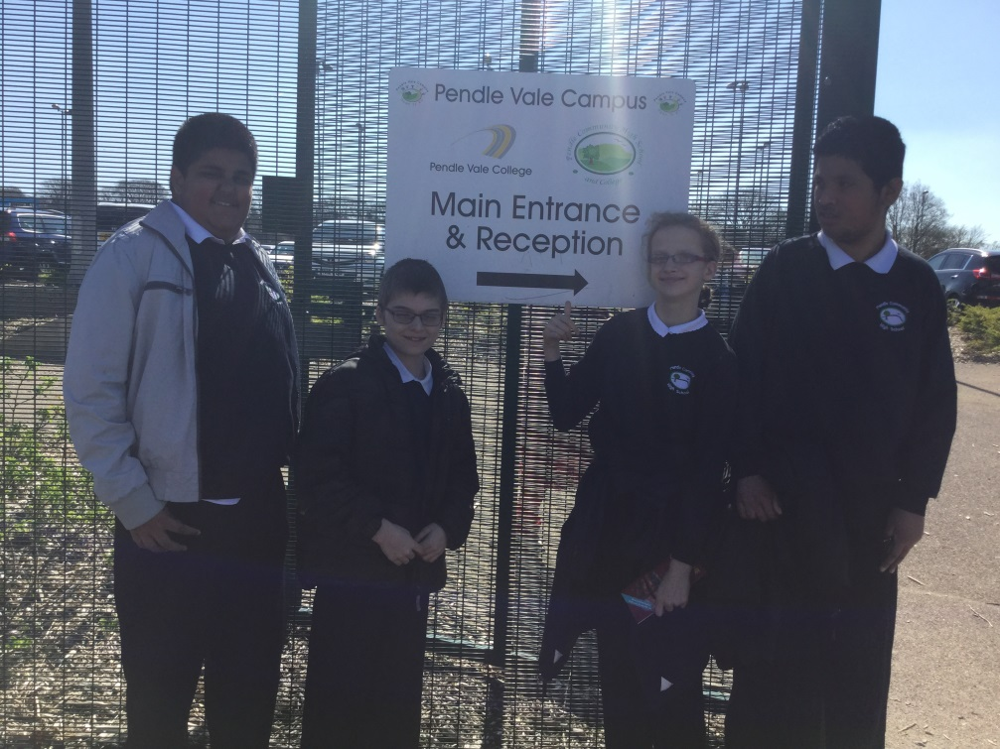 Pendle Vale Campus
Pendle Vale College
Main Entrance
& Reception